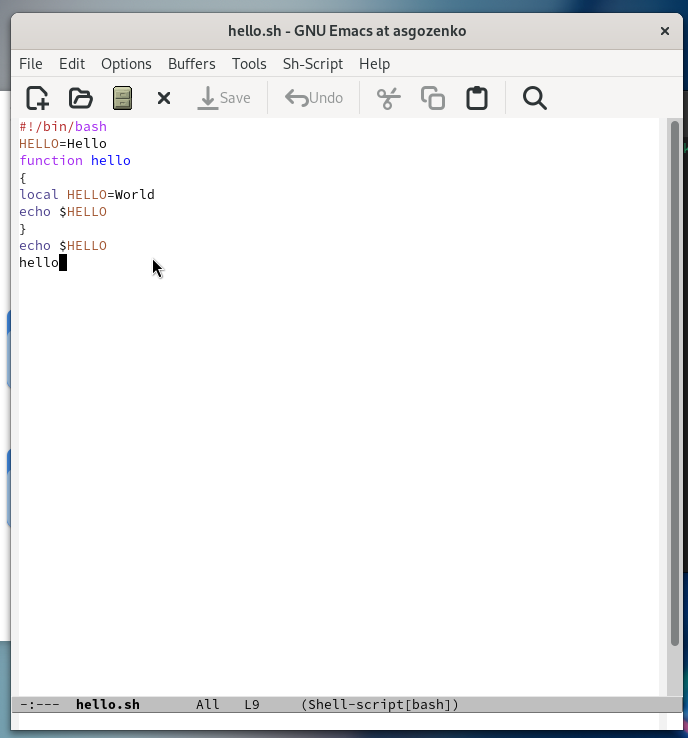 hello.sh - GNU Emacs at asgozenko
File Edit Options Buffers Tools Sh-Script Help
Save Undo
#!/bin/bash
HELLO=Hello
function hello
{
local HELLO=World
echo $HELLO
}
echo $HELLO
hello
-:--- hello.sh All L9 (Shell-script[bash])